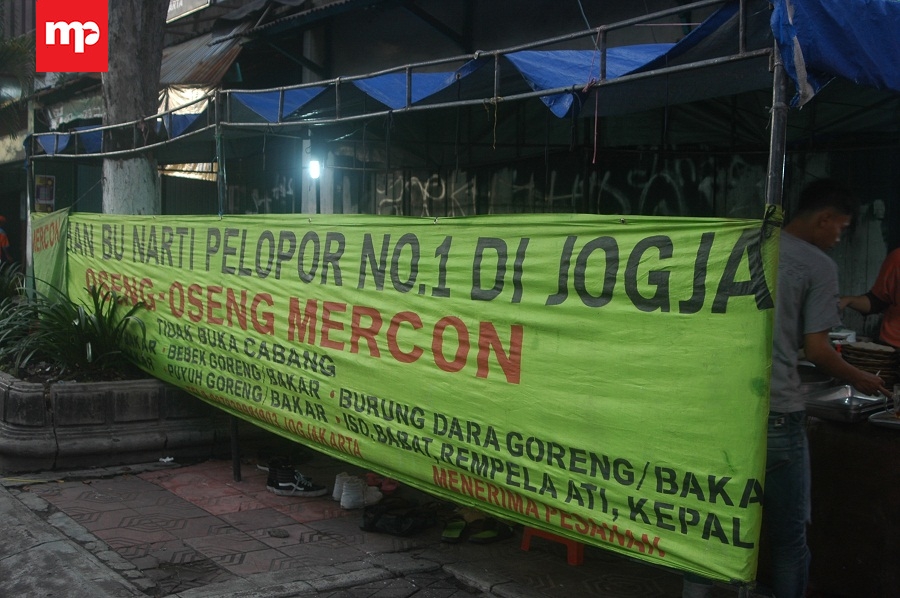 mp
MERCON
BU NARTI PELOPOR NO.1 DI JOGJA
OSENG-OSENG MERCON
TIDAK BUKA CABANG
· BEBEK GORENG/BAKAR · BURUNG DARA GORENG/BAKA
· PUYUH GORENG/BAKAR · ISO, BABAT, REMPELA ATI, KEPAL
JOGJAKARTA
MENERIMA PESANAN